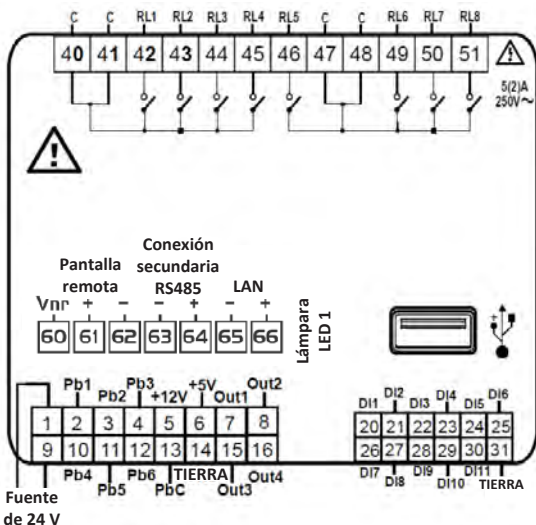 C C RL1 RL2 RL3 RL4 RL5 C C RL6 RL7 RL8
40 41 42 43 44 45 46 47 48 49 50 51
5(2)A
250V~
Conexión
Pantalla secundaria
remota RS485 LAN
Vnr + - - + - +
60 61 62 63 64 65 66
Lámpara
LED 1
Pb1 Pb2 Pb3 +12V +5V Out1 Out2
1 2 3 4 5 6 7 8
9 10 11 12 13 14 15 16
Pb4 Pb5 Pb6 PbC TIERRA Out3 Out4
Fuente
de 24 V
DI1 DI2 DI3 DI4 DI5 DI6
20 21 22 23 24 25
26 27 28 29 30 31
DI7 DI8 DI9 DI10 DI11 TIERRA